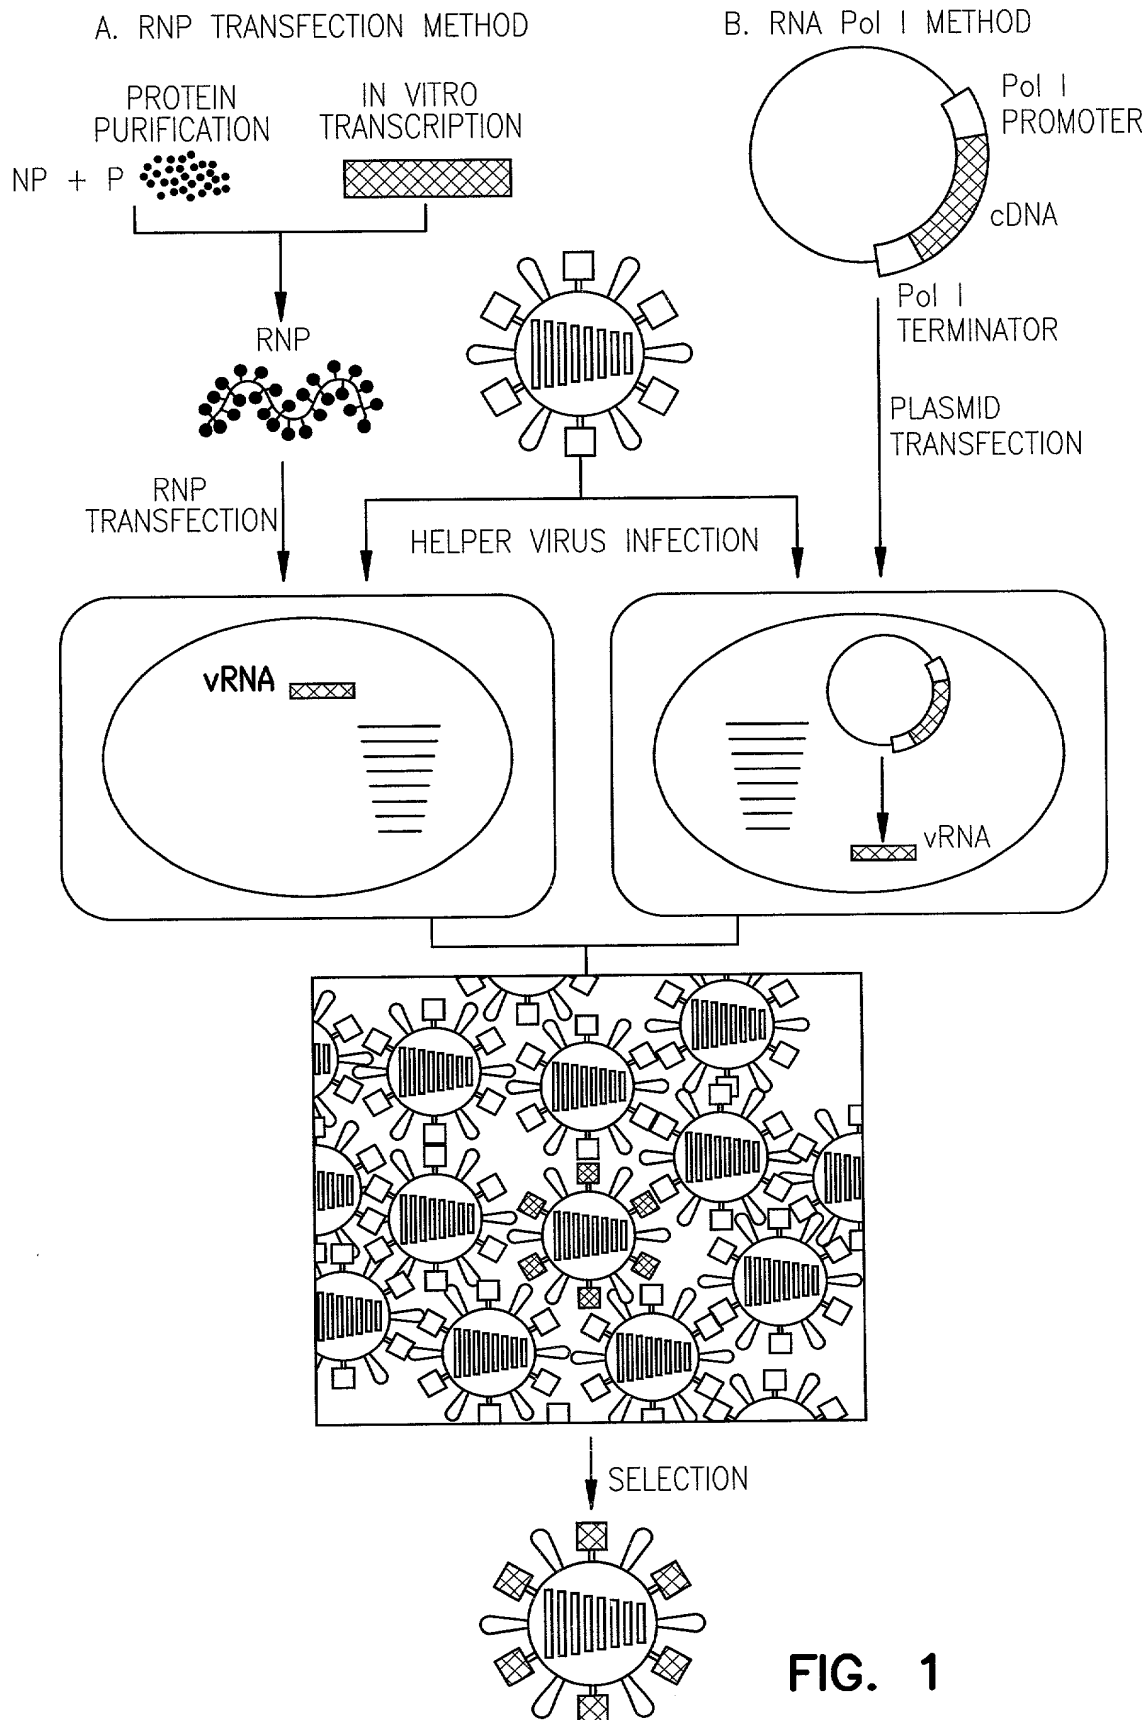 A. RNP TRANSFECTION METHOD
PROTEIN
PURIFICATION
IN VITRO
TRANSCRIPTION
NP + P
RNP
RNP
TRANSFECTION
B. RNA Pol I METHOD
Pol I
PROMOTER
cDNA
Pol I
TERMINATOR
PLASMID
TRANSFECTION
HELPER VIRUS INFECTION
vRNA
vRNA
SELECTION
FIG. 1